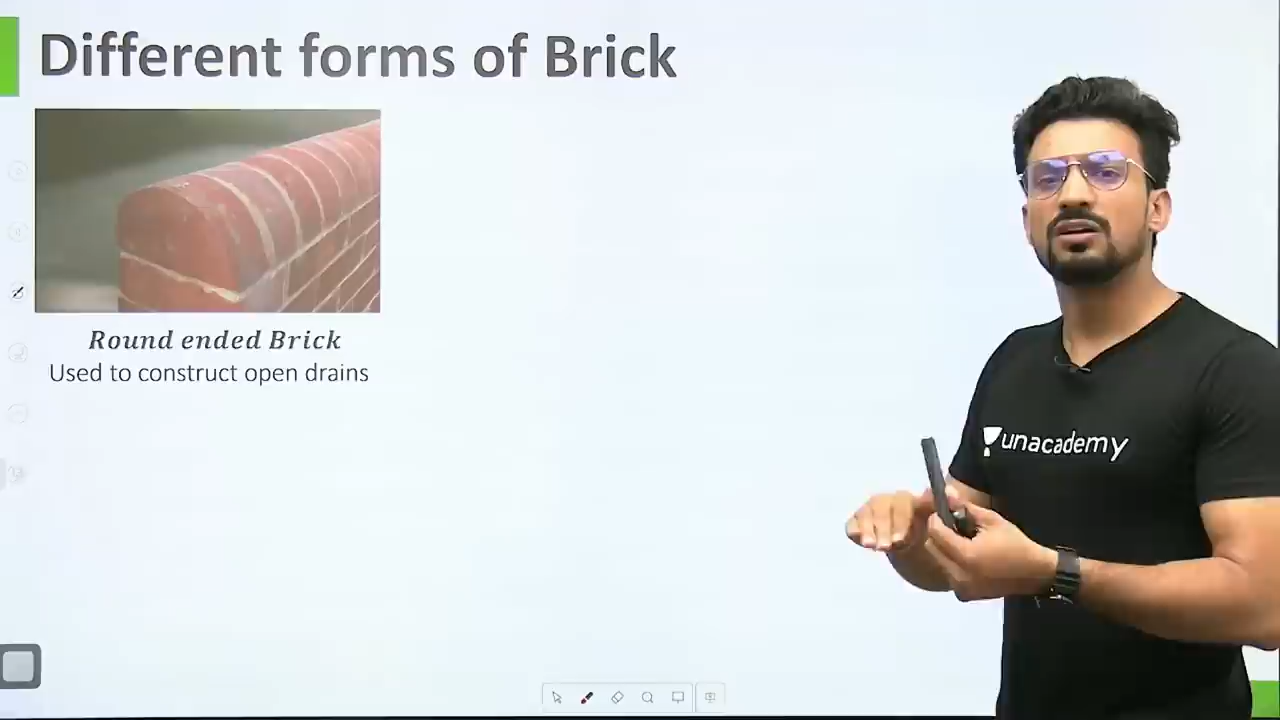 Different forms of Brick
Round ended Brick
Used to construct open drains
unacademy